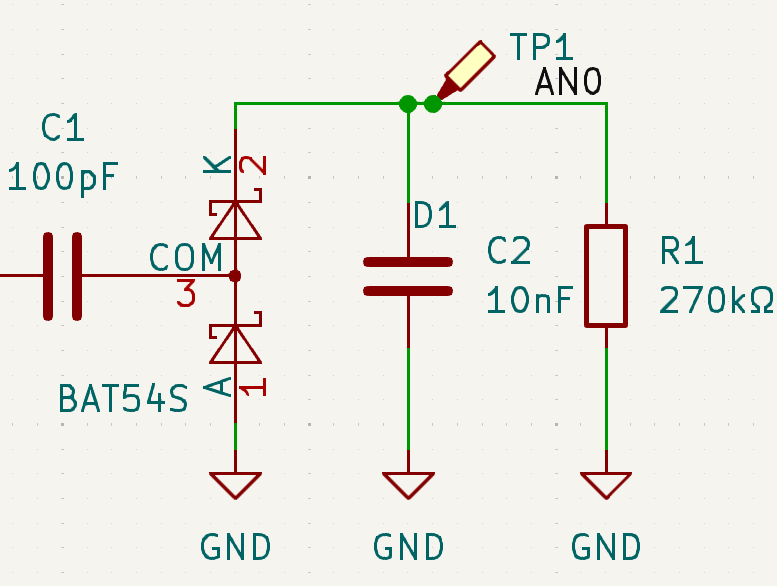 TP1
AN0
C1
100pF
K
2
D1
COM
3
C2
10nF
R1
270kΩ
BAT54S
A
1
GND
GND
GND